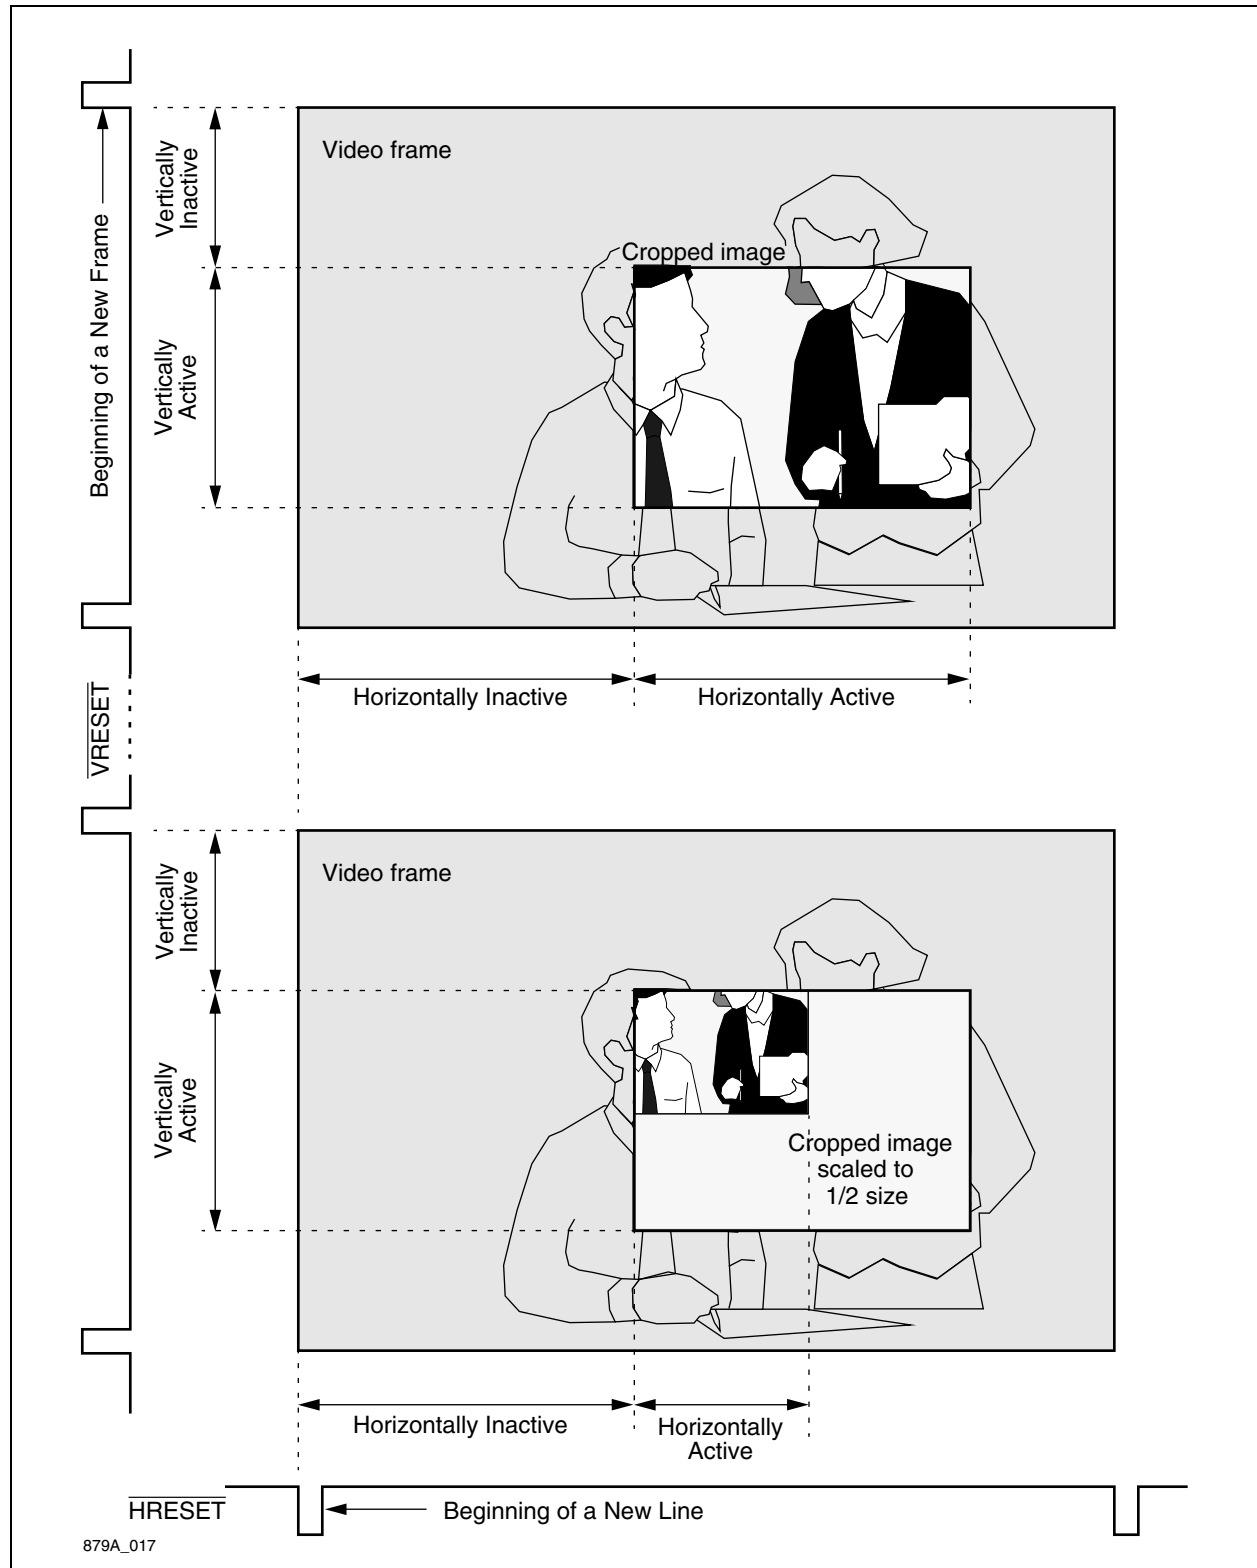 Beginning of a New Frame
Vertically
Inactive
Vertically
Active
Video frame
Cropped image
Horizontally Inactive
Horizontally Active
VRESET
Vertically
Inactive
Vertically
Active
Video frame
Cropped image
scaled to
1/2 size
Horizontally Inactive
Horizontally
Active
HRESET
Beginning of a New Line
879A_017